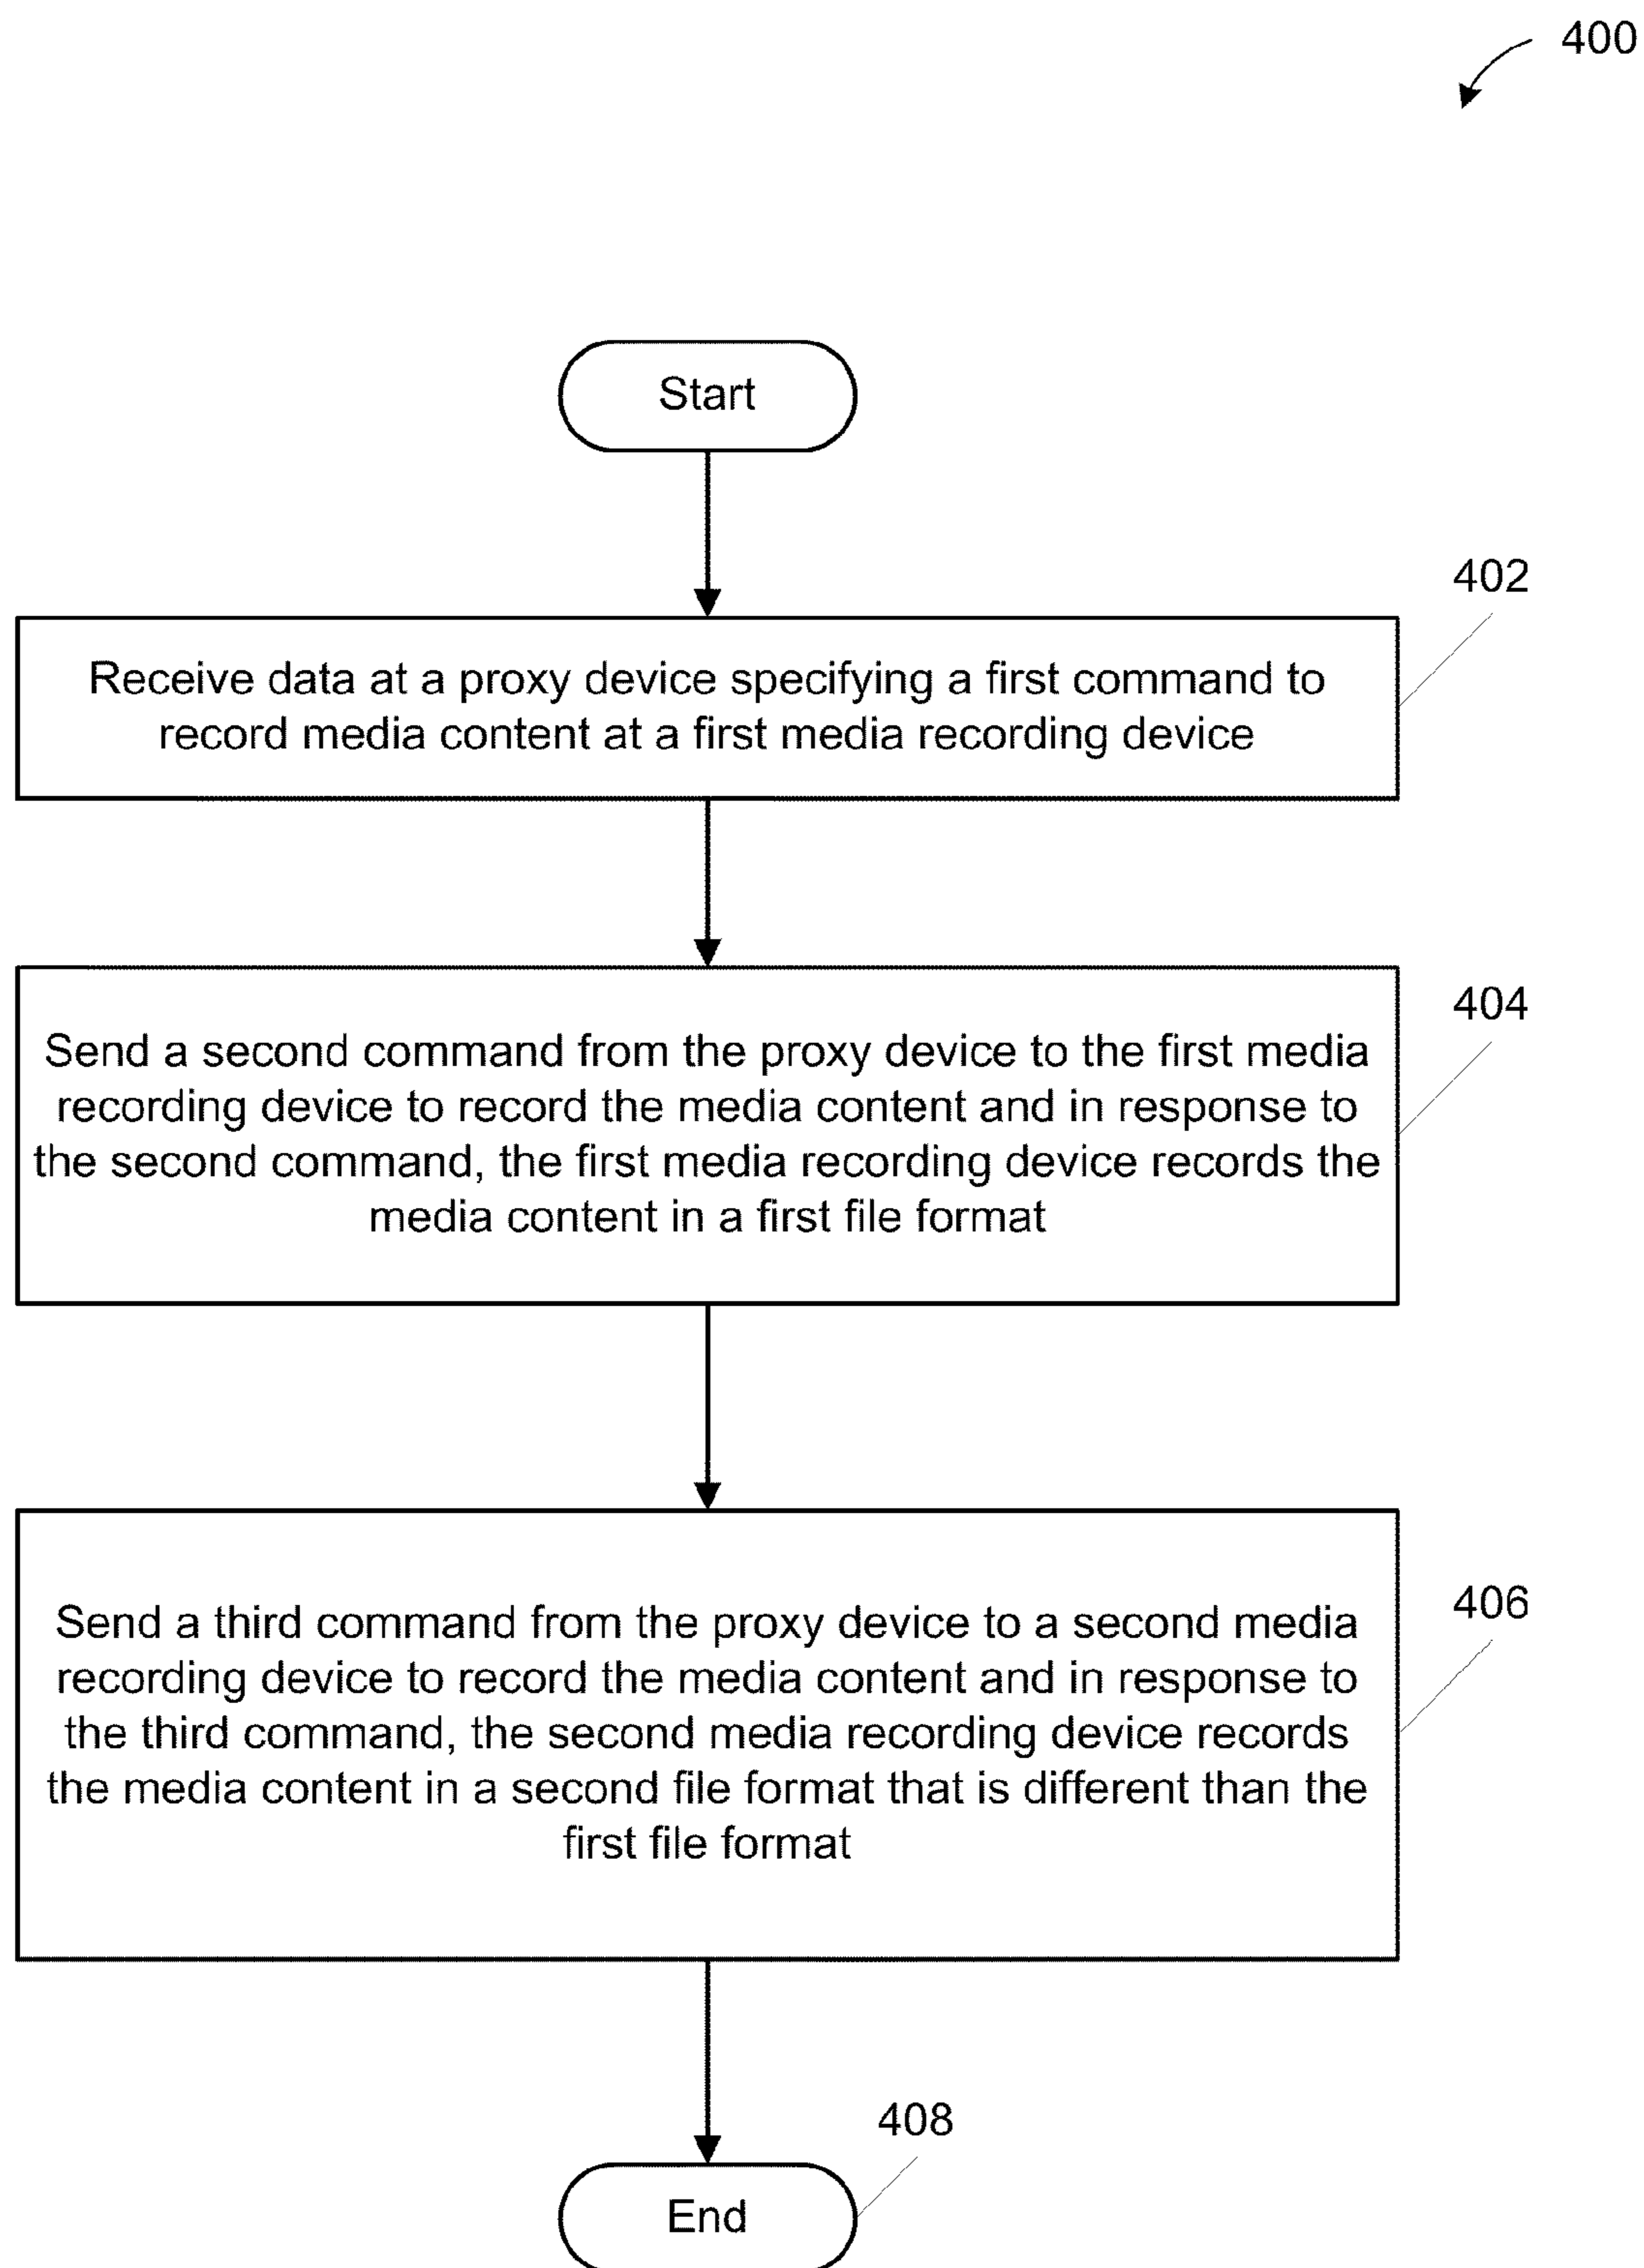 400
Start
402
Receive data at a proxy device specifying a first command to
record media content at a first media recording device
404
Send a second command from the proxy device to the first media
recording device to record the media content and in response to
the second command, the first media recording device records the
media content in a first file format
406
Send a third command from the proxy device to a second media
recording device to record the media content and in response to
the third command, the second media recording device records
the media content in a second file format that is different than the
first file format
408
End